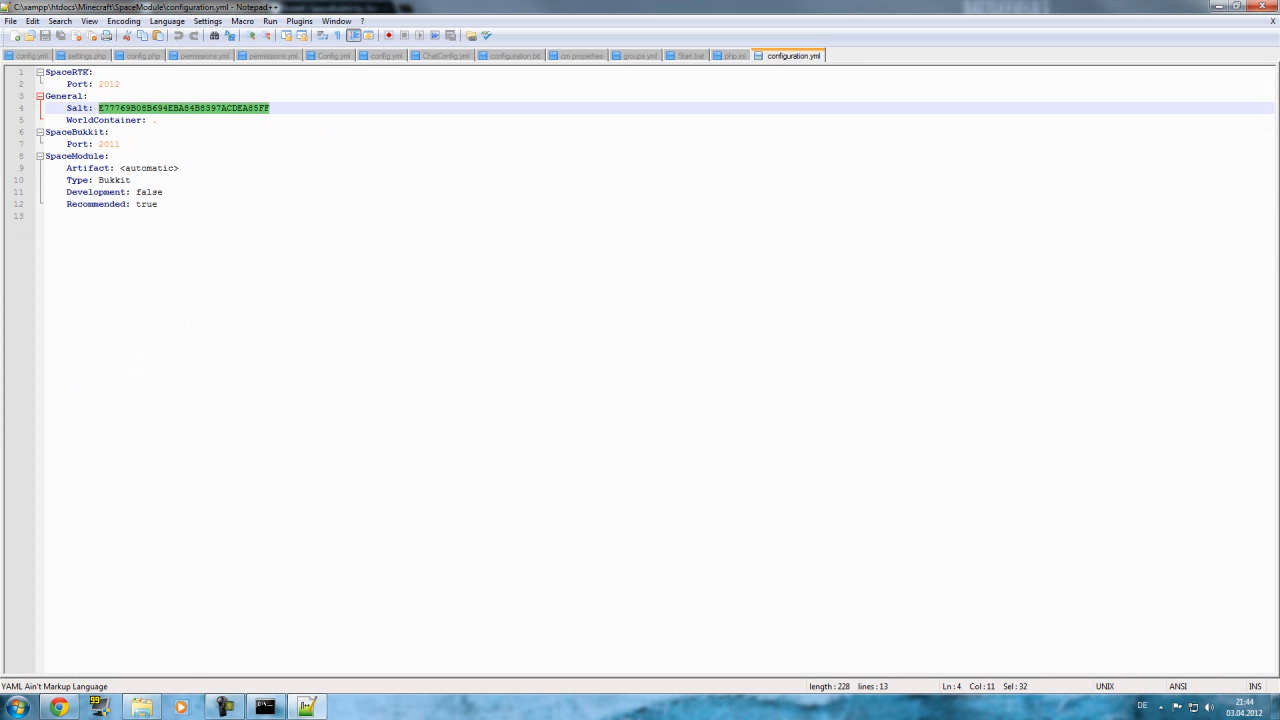 C:\xampp\htdocs\Minecraft\SpaceModule\configuration.yml - Notepad++
File Edit Search View Encoding Language Settings Macro Run Plugins Window ?
X
config.yml settings.php config.php permissions.yml permissions.yml Config.yml config.yml ChatConfig.yml configuration.txt cm.properties groups.yml Start.bat php.ini configuration.yml
1 SpaceRTK:
2 Port: 2012
3 General:
4 Salt: E77769B08B694EBA84B8397ACDEA85FF
5 WorldContainer: .
6 SpaceBukkit:
7 Port: 2011
8 SpaceModule:
9 Artifact: <automatic>
10 Type: Bukkit
11 Development: false
12 Recommended: true
13
YAML Ain't Markup Language length : 228 lines : 13 Ln : 4 Col : 11 Sel : 32 UNIX ANSI INS
99 DE 21:44
03.04.2012